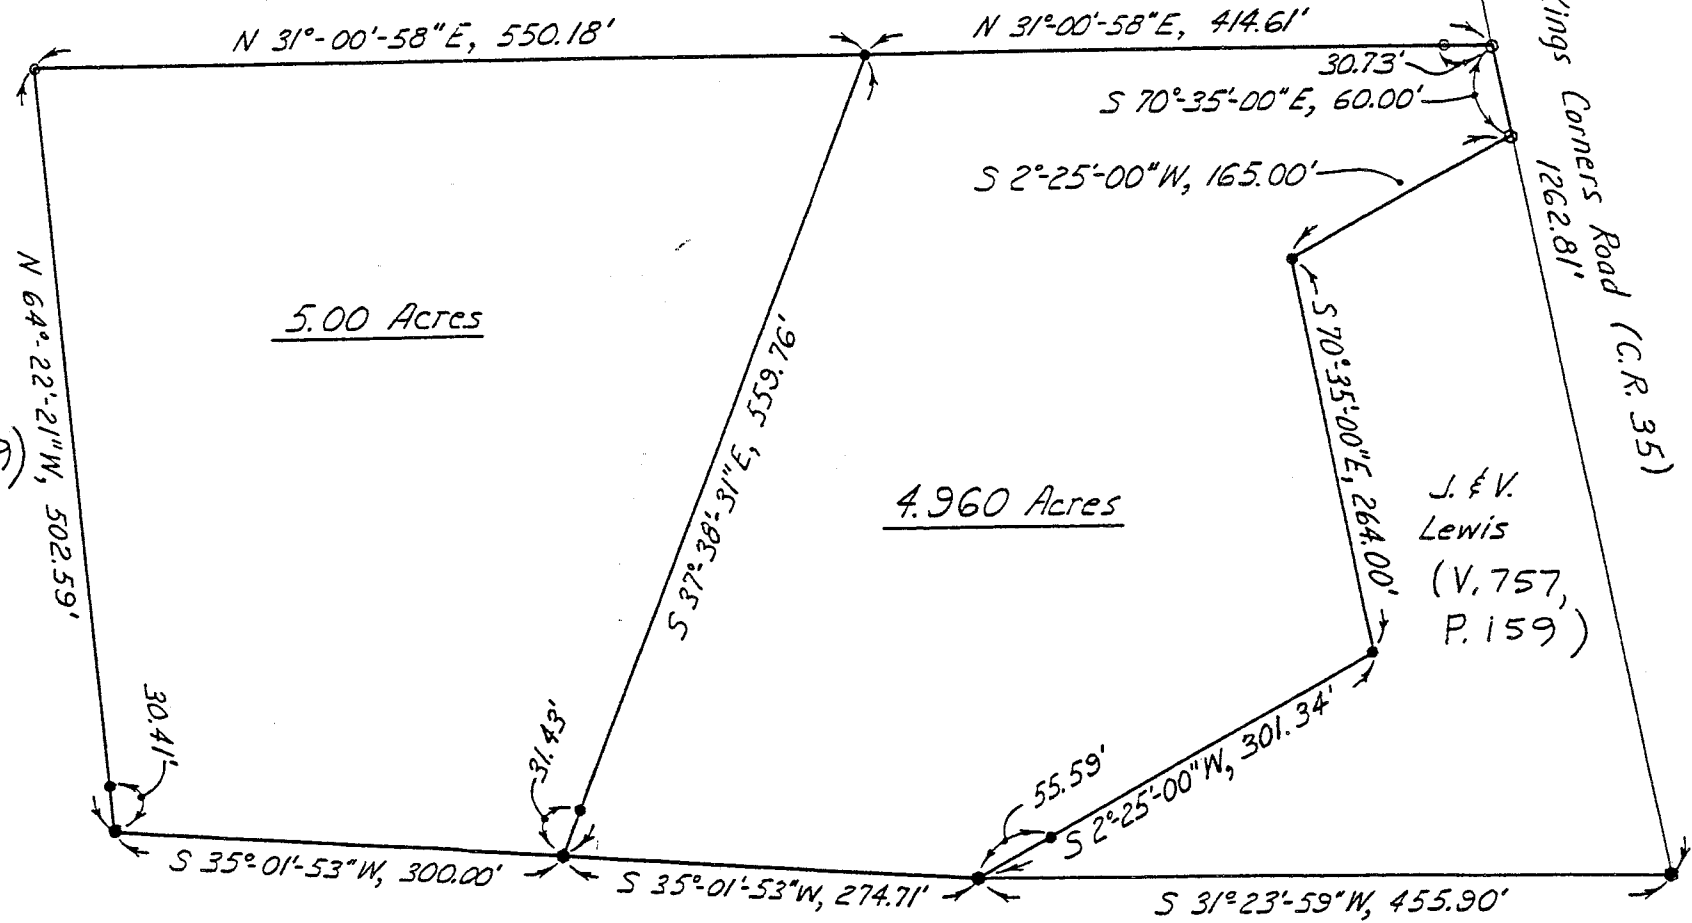 N 31°-00'-58"E, 550.18'
N 31°-00'-58"E, 414.61'
30.73'
S 70°-35'-00"E, 60.00'
S 2°-25'-00"W, 165.00'
Kings Corners Road (C.R. 35)
1262.81'
5.00 Acres
N 64°-22'-21"W, 502.59'
S 37°-38'-31"E, 559.76'
S 70°-35'-00"E, 264.00'
4.960 Acres
J. & V.
Lewis
(V. 757,
P. 159)
30.41'
31.43'
55.59'
S 2°-25'-00"W, 301.34'
S 35°-01'-53"W, 300.00'
S 35°-01'-53"W, 274.71'
S 31°-23'-59"W, 455.90'